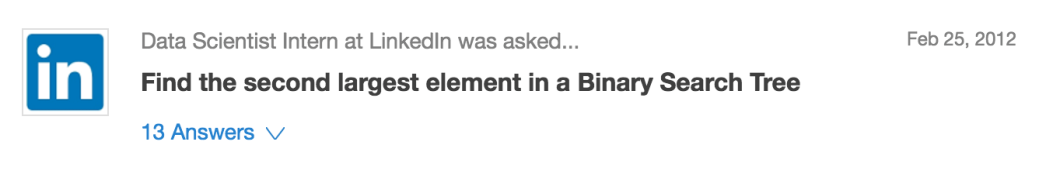 in
Data Scientist Intern at LinkedIn was asked...
Feb 25, 2012
Find the second largest element in a Binary Search Tree
13 Answers